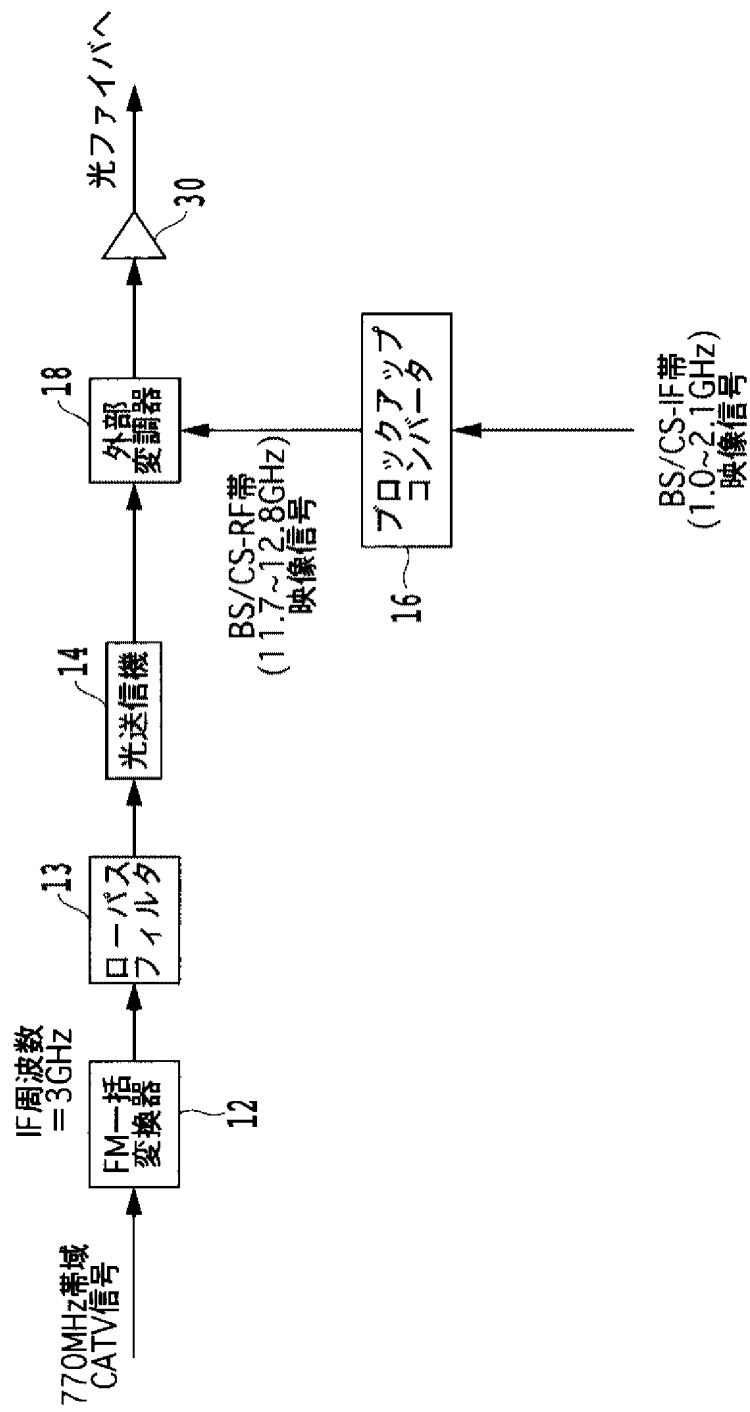 770MHz帯域
CATV信号
IF周波数
=3GHz
FM一括
変換器
12
ローパス
フィルタ
13
光送信機
14
外部
変調器
18
光ファイバへ
30
BS/CS-RF帯
(11.7~12.8GHz)
映像信号
ブロックアップ
コンバータ
16
BS/CS-IF帯
(1.0~2.1GHz)
映像信号